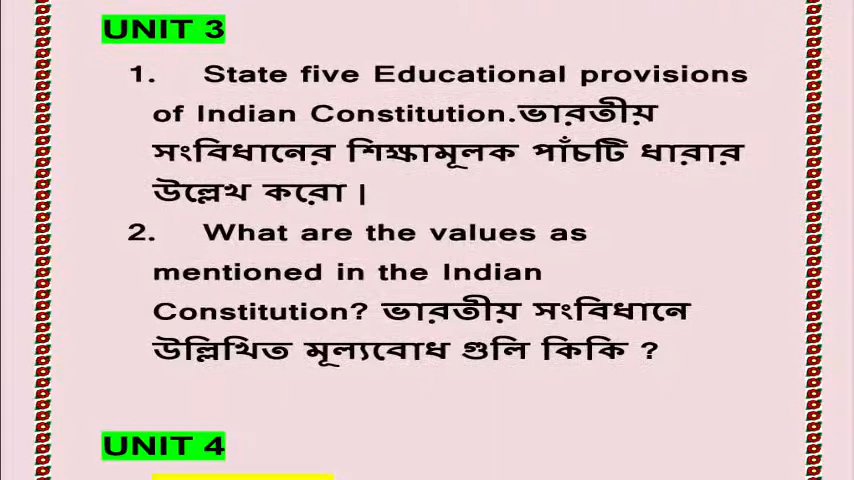 UNIT 3
1. State five Educational provisions
of Indian Constitution.ভারতীয়
সংবিধানের শিক্ষামূলক পাঁচটি ধারার
উল্লেখ করো |
2. What are the values as
mentioned in the Indian
Constitution? ভারতীয় সংবিধানে
উল্লিখিত মূল্যবোধ গুলি কিকি ?
UNIT 4